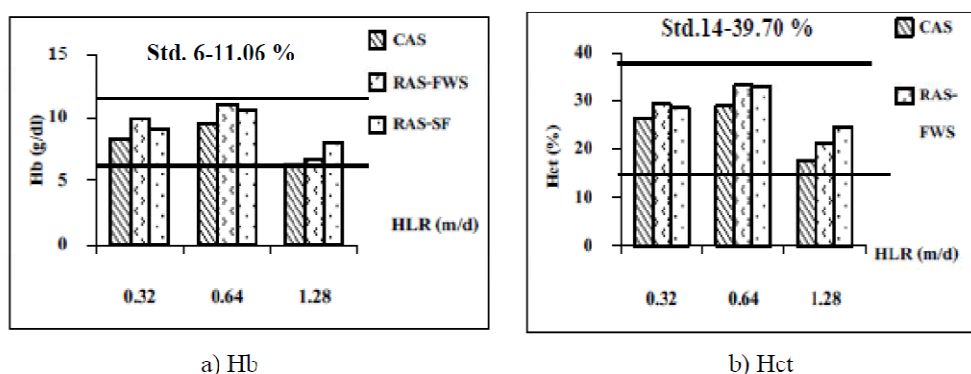 Std. 6-11.06 %
CAS
RAS-FWS
RAS-SF
15
10
5
0
Hb (g/dl)
HLR (m/d)
0.32 0.64 1.28
a) Hb
Std.14-39.70 %
CAS
RAS-
FWS
40
30
20
10
0
Hct (%)
HLR (m/d)
0.32 0.64 1.28
b) Hct